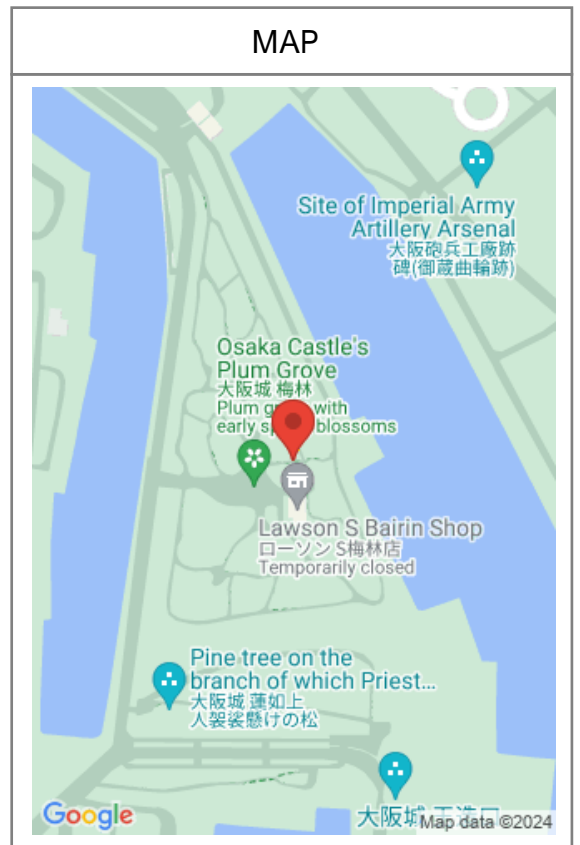 MAP
Site of Imperial Army
Artillery Arsenal
大阪砲兵工廠跡
碑(御蔵曲輪跡)
Osaka Castle's
Plum Grove
大阪城 梅林
Plum with
early blossoms
Lawson S Bairin Shop
ローソン S梅林店
Temporarily closed
Pine tree on the
branch of which Priest...
大阪城 蓮如上
人袈裟懸けの松
大阪城
Google
Map data ©2024